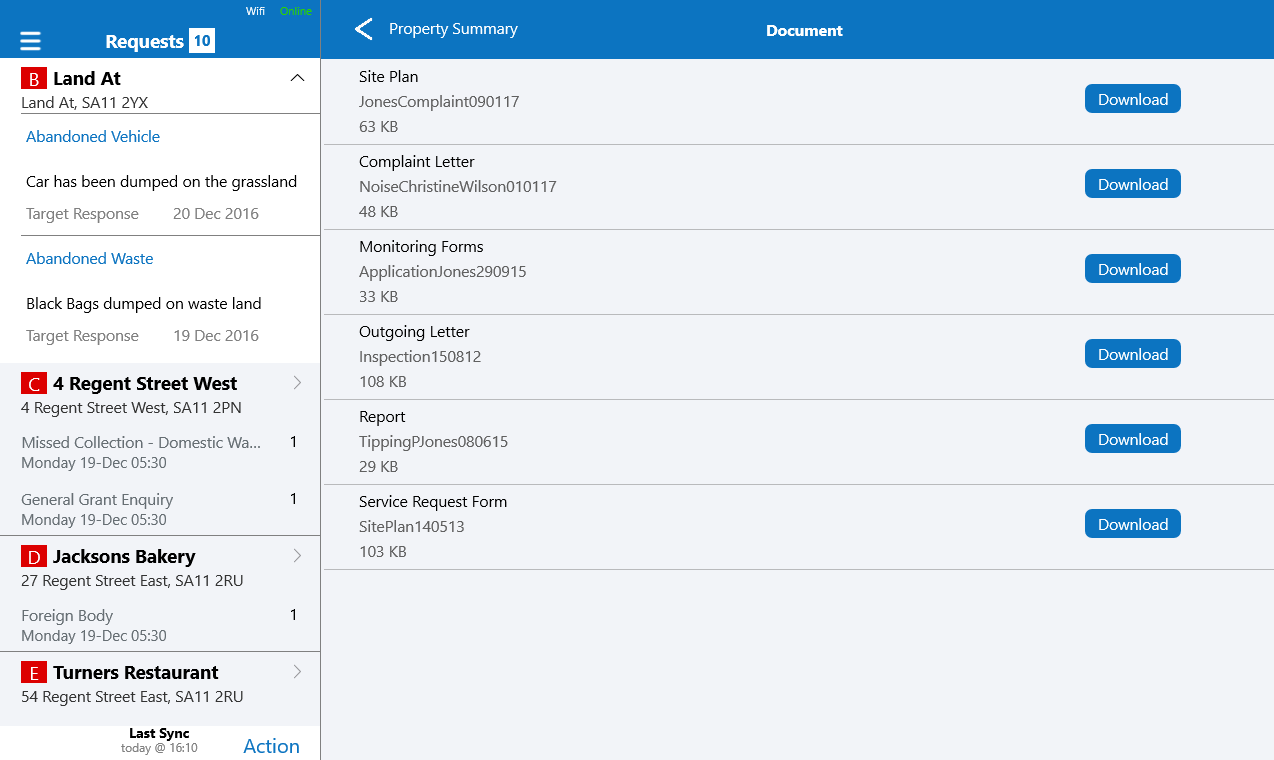 Wifi Online
Requests 10
B Land At
Land At, SA11 2YX
Abandoned Vehicle
Car has been dumped on the grassland
Target Response 20 Dec 2016
Abandoned Waste
Black Bags dumped on waste land
Target Response 19 Dec 2016
C 4 Regent Street West
4 Regent Street West, SA11 2PN
Missed Collection - Domestic Wa... 1
Monday 19-Dec 05:30
General Grant Enquiry 1
Monday 19-Dec 05:30
D Jacksons Bakery
27 Regent Street East, SA11 2RU
Foreign Body 1
Monday 19-Dec 05:30
E Turners Restaurant
54 Regent Street East, SA11 2RU
Last Sync
today @ 16:10
Action
Property Summary
Document
Site Plan
JonesComplaint090117
63 KB
Download
Complaint Letter
NoiseChristineWilson010117
48 KB
Download
Monitoring Forms
ApplicationJones290915
33 KB
Download
Outgoing Letter
Inspection150812
108 KB
Download
Report
TippingPJones080615
29 KB
Download
Service Request Form
SitePlan140513
103 KB
Download